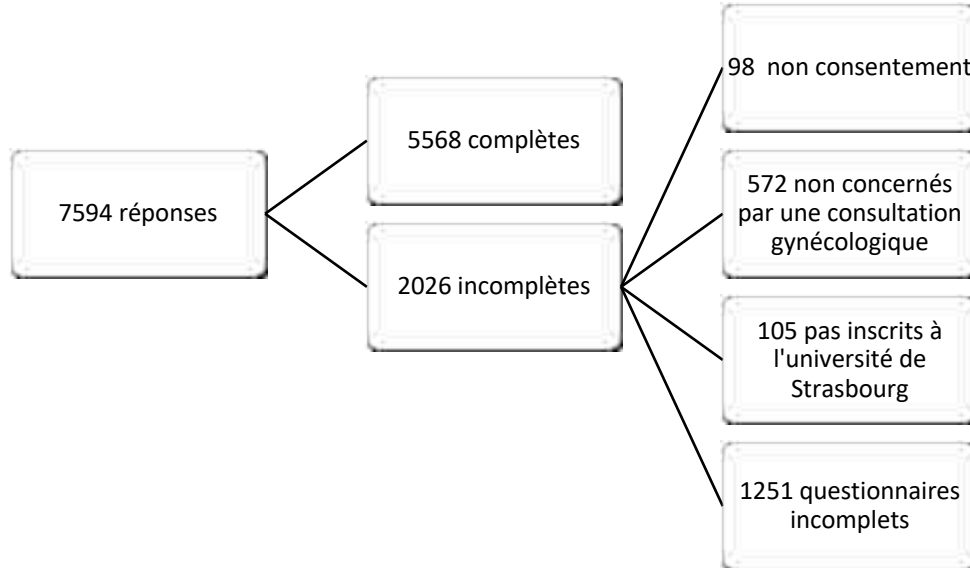 7594 réponses
5568 complètes
2026 incomplètes
98 non consentement
572 non concernés
par une consultation
gynécologique
105 pas inscrits à
l'université de
Strasbourg
1251 questionnaires
incomplets